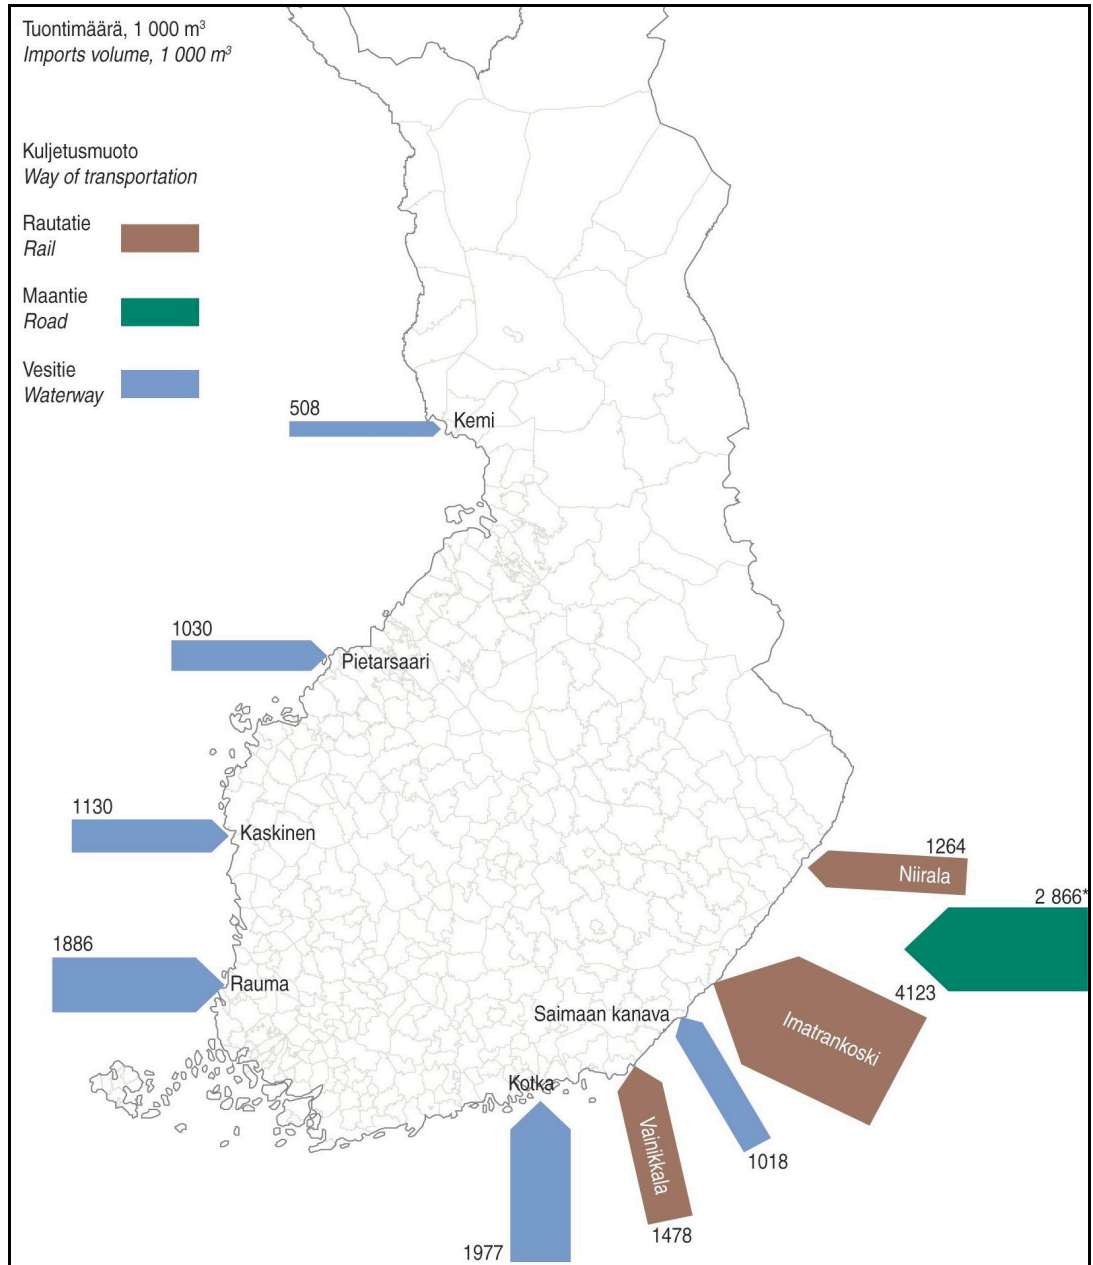 Tuontimäärä, 1 000 m³
Imports volume, 1 000 m³
Kuljetusmuoto
Way of transportation
Rautatie
Rail
Maantie
Road
Vesitie
Waterway
508
Kemi
1030
Pietarsaari
1130
Kaskinen
1264
Niirala
2 866*
1886
Rauma
4123
Imatrankoski
Saimaan kanava
Kotka
Vainikkala
1018
1478
1977